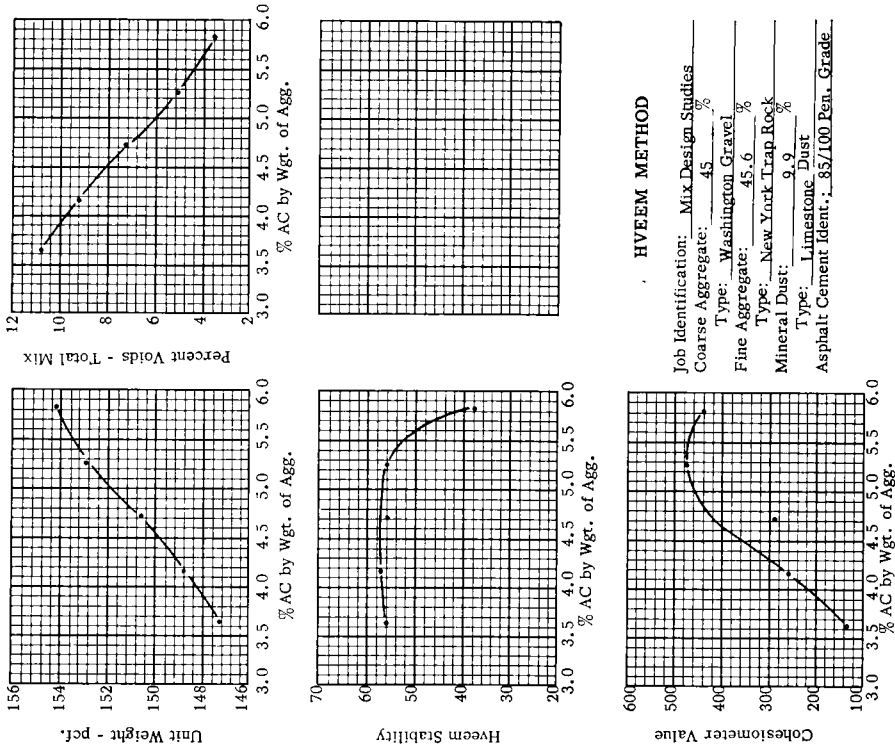 156
154
152
150
148
146
3.0 3.5 4.0 4.5 5.0 5.5 6.0
% AC by Wgt. of Agg.
Unit Weight - pcf.
12
10
8
6
4
2
3.0 3.5 4.0 4.5 5.0 5.5 6.0
% AC by Wgt. of Agg.
Percent Voids - Total Mix
70
60
50
40
30
20
3.0 3.5 4.0 4.5 5.0 5.5 6.0
% AC by Wgt. of Agg.
Hveem Stability
600
500
400
300
200
100
3.0 3.5 4.0 4.5 5.0 5.5 6.0
% AC by Wgt. of Agg.
Cohesiometer Value
HVEEM METHOD
Job Identification: Mix Design Studies
Coarse Aggregate: 45 %
Type: Washington Gravel
Fine Aggregate: 45.6 %
Type: New York Trap Rock
Mineral Dust: 9.9 %
Type: Limestone Dust
Asphalt Cement Ident.: 85/100 Pen. Grade